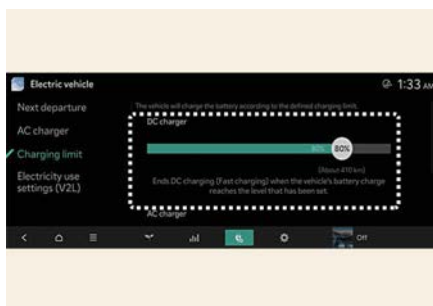 Electric vehicle
1:33 AM
Next departure
The vehicle will charge the battery according to the defined charging limit.
DC charger
AC charger
80%
80%
Charging limit
(About 410 km)
Electricity use
settings (V2L)
Ends DC charging (Fast charging) when the vehicle's battery charge
reaches the level that has been set.
AC charger
Off